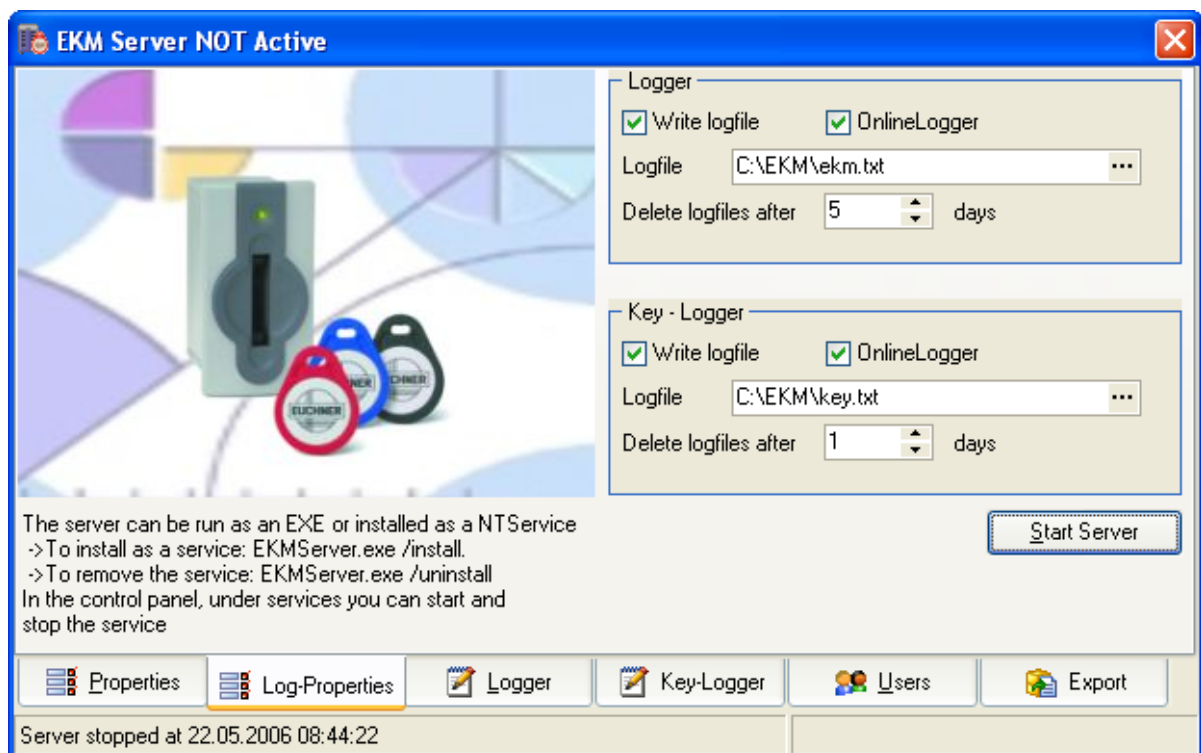 EKM Server NOT Active
Logger
Write logfile OnlineLogger
Logfile C:\EKM\ekm.txt ...
Delete logfiles after 5 days
Key - Logger
Write logfile OnlineLogger
Logfile C:\EKM\key.txt ...
Delete logfiles after 1 days
EUCHNER
The server can be run as an EXE or installed as a NTService
->To install as a service: EKMServer.exe /install.
->To remove the service: EKMServer.exe /uninstall
In the control panel, under services you can start and
stop the service
Start Server
Properties Log-Properties Logger Key-Logger Users Export
Server stopped at 22.05.2006 08:44:22